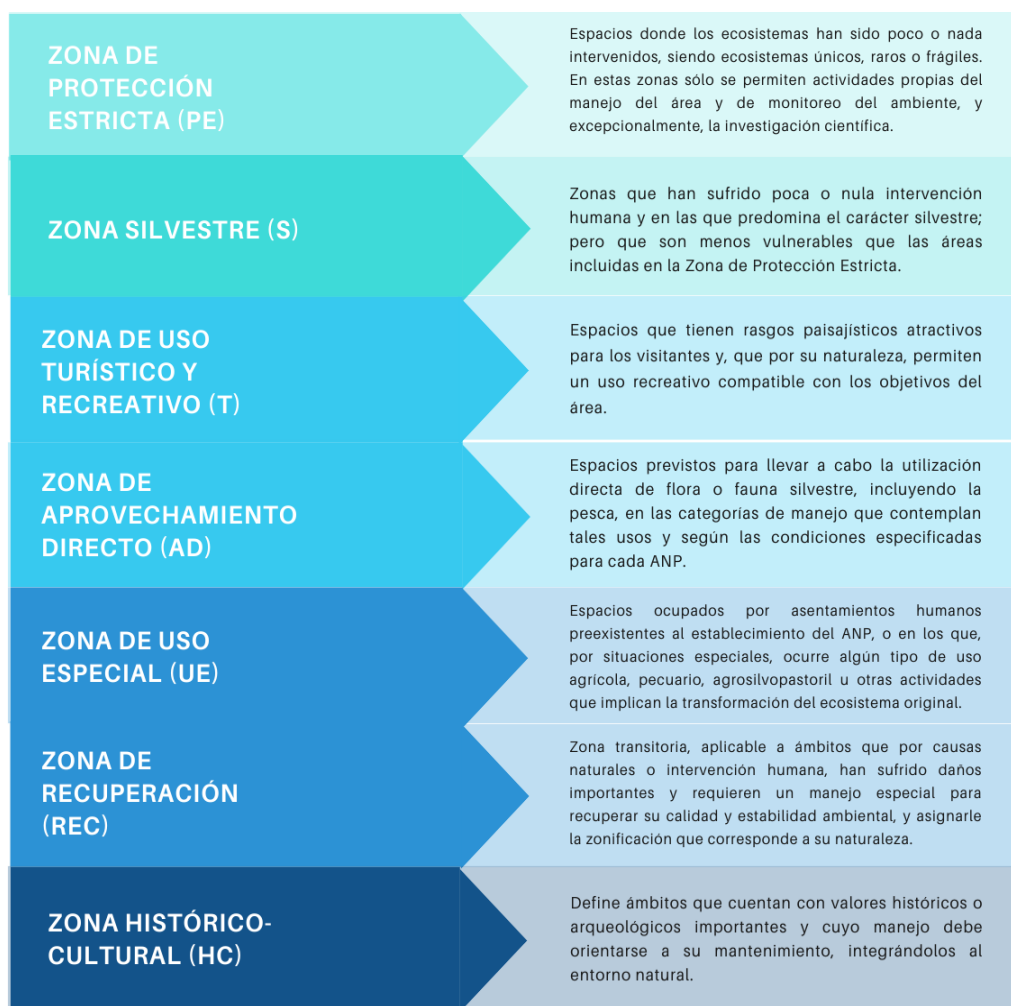 ZONA DE
PROTECCIÓN
ESTRICTA (PE)
Espacios donde los ecosistemas han sido poco o nada
intervenidos, siendo ecosistemas únicos, raros o frágiles.
En estas zonas sólo se permiten actividades propias del
manejo del área y de monitoreo del ambiente, y
excepcionalmente, la investigación científica.
ZONA SILVESTRE (S)
Zonas que han sufrido poca o nula intervención
humana y en las que predomina el carácter silvestre;
pero que son menos vulnerables que las áreas
incluidas en la Zona de Protección Estricta.
ZONA DE USO
TURÍSTICO Y
RECREATIVO (T)
Espacios que tienen rasgos paisajísticos atractivos
para los visitantes y, que por su naturaleza, permiten
un uso recreativo compatible con los objetivos del
área.
ZONA DE
APROVECHAMIENTO
DIRECTO (AD)
Espacios previstos para llevar a cabo la utilización
directa de flora o fauna silvestre, incluyendo la
pesca, en las categorías de manejo que contemplan
tales usos y según las condiciones especificadas
para cada ANP.
ZONA DE USO
ESPECIAL (UE)
Espacios ocupados por asentamientos humanos
preexistentes al establecimiento del ANP, o en los que,
por situaciones especiales, ocurre algún tipo de uso
agrícola, pecuario, agrosilvopastoril u otras actividades
que implican la transformación del ecosistema original.
ZONA DE
RECUPERACIÓN
(REC)
Zona transitoria, aplicable a ámbitos que por causas
naturales o intervención humana, han sufrido daños
importantes y requieren un manejo especial para
recuperar su calidad y estabilidad ambiental, y asignarle
la zonificación que corresponde a su naturaleza.
ZONA HISTÓRICO-
CULTURAL (HC)
Define ámbitos que cuentan con valores históricos o
arqueológicos importantes y cuyo manejo debe
orientarse a su mantenimiento, integrándolos al
entorno natural.